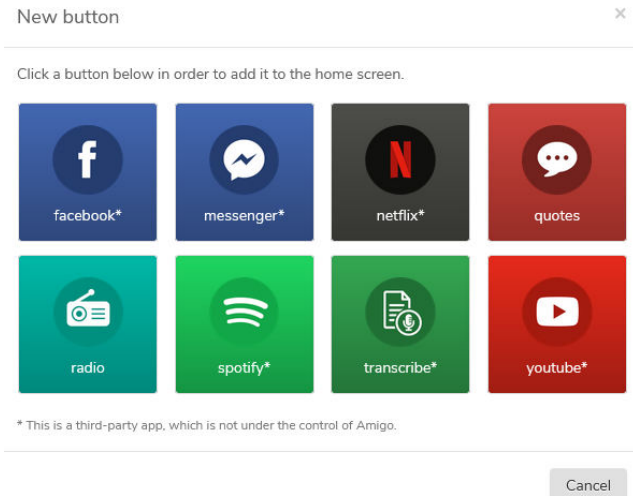 New button ×
Click a button below in order to add it to the home screen.
facebook* messenger* netflix* quotes
radio spotify* transcribe* youtube*
* This is a third-party app, which is not under the control of Amigo.
Cancel